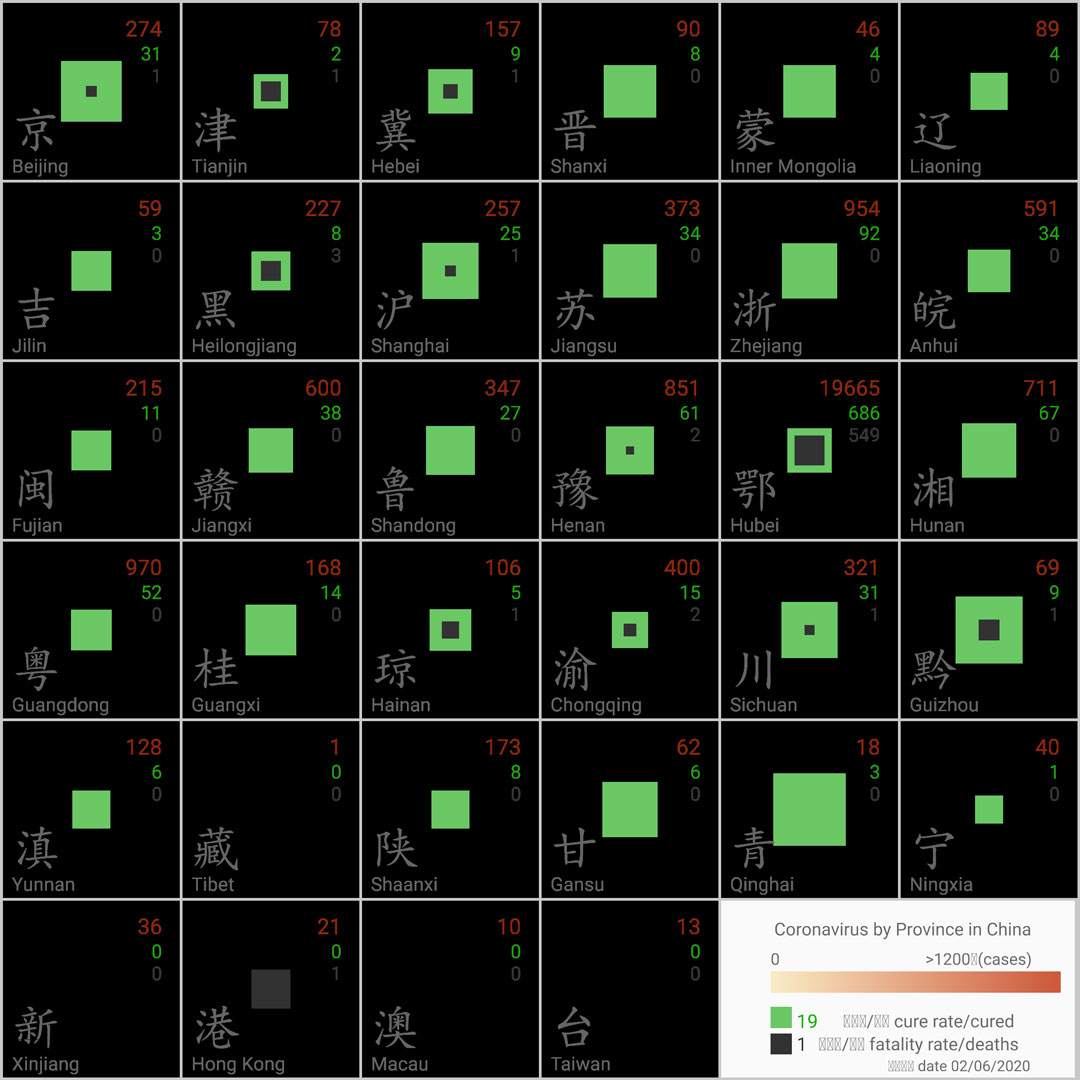 274
31
1
京
Beijing
78
2
1
津
Tianjin
157
9
1
冀
Hebei
90
8
0
晋
Shanxi
46
4
0
蒙
Inner Mongolia
89
4
0
辽
Liaoning
59
3
0
吉
Jilin
227
8
3
黑
Heilongjiang
257
25
1
沪
Shanghai
373
34
0
苏
Jiangsu
954
92
0
浙
Zhejiang
591
34
0
皖
Anhui
215
11
0
闽
Fujian
600
38
0
赣
Jiangxi
347
27
0
鲁
Shandong
851
61
2
豫
Henan
19665
686
549
鄂
Hubei
711
67
0
湘
Hunan
970
52
0
粤
Guangdong
168
14
0
桂
Guangxi
106
5
1
琼
Hainan
400
15
2
渝
Chongqing
321
31
1
川
Sichuan
69
9
1
黔
Guizhou
128
6
0
滇
Yunnan
1
0
0
藏
Tibet
173
8
0
陕
Shaanxi
62
6
0
甘
Gansu
18
3
0
青
Qinghai
40
1
0
宁
Ningxia
36
0
0
新
Xinjiang
21
0
1
港
Hong Kong
10
0
0
澳
Macau
13
0
0
台
Taiwan
Coronavirus by Province in China
0 >1200 (cases)
19 / cure rate/cured
1 / fatality rate/deaths
date 02/06/2020